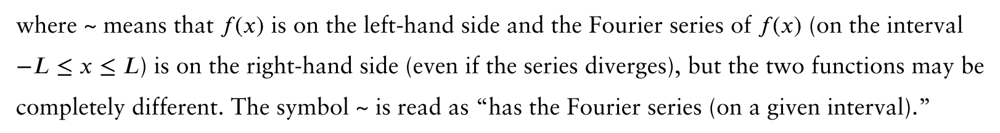 where ~ means that f(x) is on the left-hand side and the Fourier series of f(x) (on the interval
−L ≤ x ≤ L) is on the right-hand side (even if the series diverges), but the two functions may be
completely different. The symbol ~ is read as “has the Fourier series (on a given interval).”